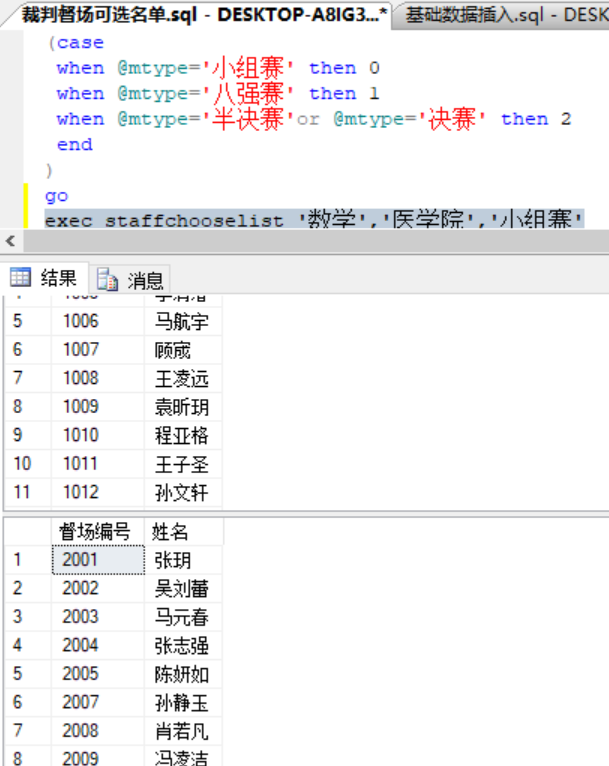 裁判督场可选名单.sql - DESKTOP-A8IG3...* 基础数据插入.sql - DESK
(case
when @mtype='小组赛' then 0
when @mtype='八强赛' then 1
when @mtype='半决赛'or @mtype='决赛' then 2
end
)
go
exec staffchooselist '数学','医学院','小组赛'
结果 消息
5 1006 马航宇
6 1007 顾宬
7 1008 王凌远
8 1009 袁昕玥
9 1010 程亚格
10 1011 王子圣
11 1012 孙文轩
督场编号 姓名
1 2001 张玥
2 2002 吴刘蕾
3 2003 马元春
4 2004 张志强
5 2005 陈妍如
6 2007 孙静玉
7 2008 肖若凡
8 2009 冯凌洁